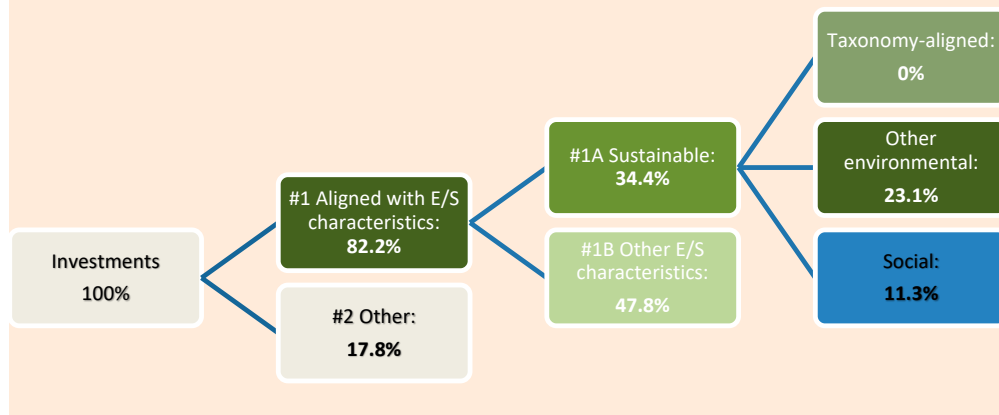 Investments
100%
#1 Aligned with E/S
characteristics:
82.2%
#2 Other:
17.8%
#1A Sustainable:
34.4%
#1B Other E/S
characteristics:
47.8%
Taxonomy-aligned:
0%
Other
environmental:
23.1%
Social:
11.3%